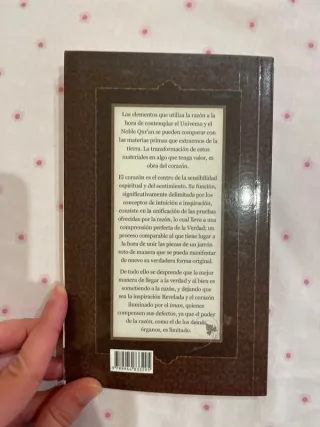 Los elementos que utiliza la razón a la
hora de contemplar el Universo y el
Noble Qur'an se pueden comparar con
las materias primas que extraemos de la
tierra. La transformación de estos
materiales en algo que tenga valor, es
obra del corazón.
El corazón es el centro de la sensibilidad
espiritual y del sentimiento. Su función,
significativamente delimitada por los
conceptos de intuición e inspiración,
consiste en la unificación de las pruebas
ofrecidas por la razón, lo cual lleve a una
comprensión perfecta de la Verdad; un
proceso comparable al que tiene lugar a
la hora de unir las piezas de un jarrón
roto de manera que se pueda manifestar
de nuevo su verdadera forma original.
De todo ello se desprende que la mejor
manera de llegar a la verdad y al bien es
sometiendo a la razón, y dejando que
sea la inspiración Revelada y el corazón
iluminado por el iman, quienes
compensen sus defectos, ya que el poder
de la razón, como el de los demás
órganos, es limitado.